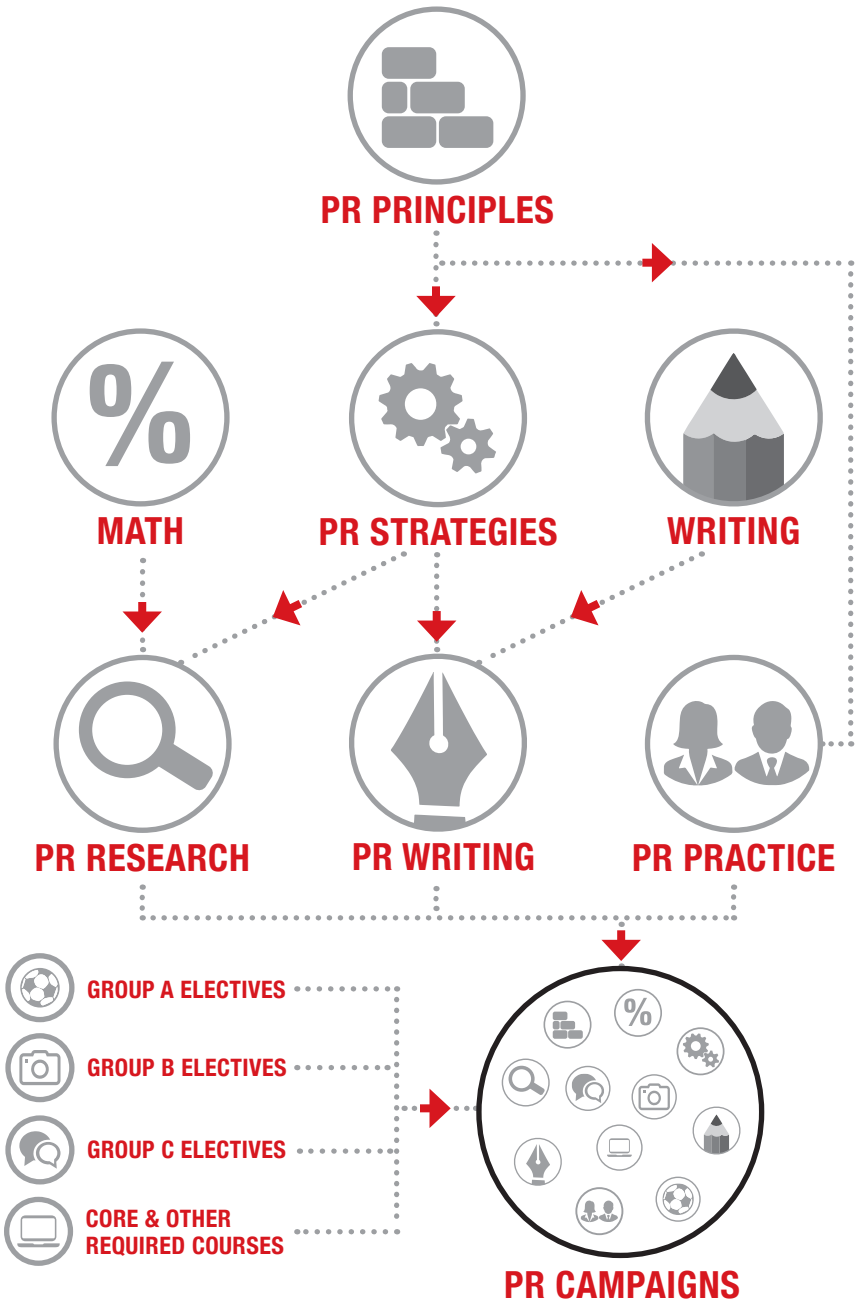 PR PRINCIPLES
%
MATH
PR STRATEGIES
WRITING
PR RESEARCH
PR WRITING
PR PRACTICE
GROUP A ELECTIVES
GROUP B ELECTIVES
GROUP C ELECTIVES
CORE & OTHER
REQUIRED COURSES
%
PR CAMPAIGNS